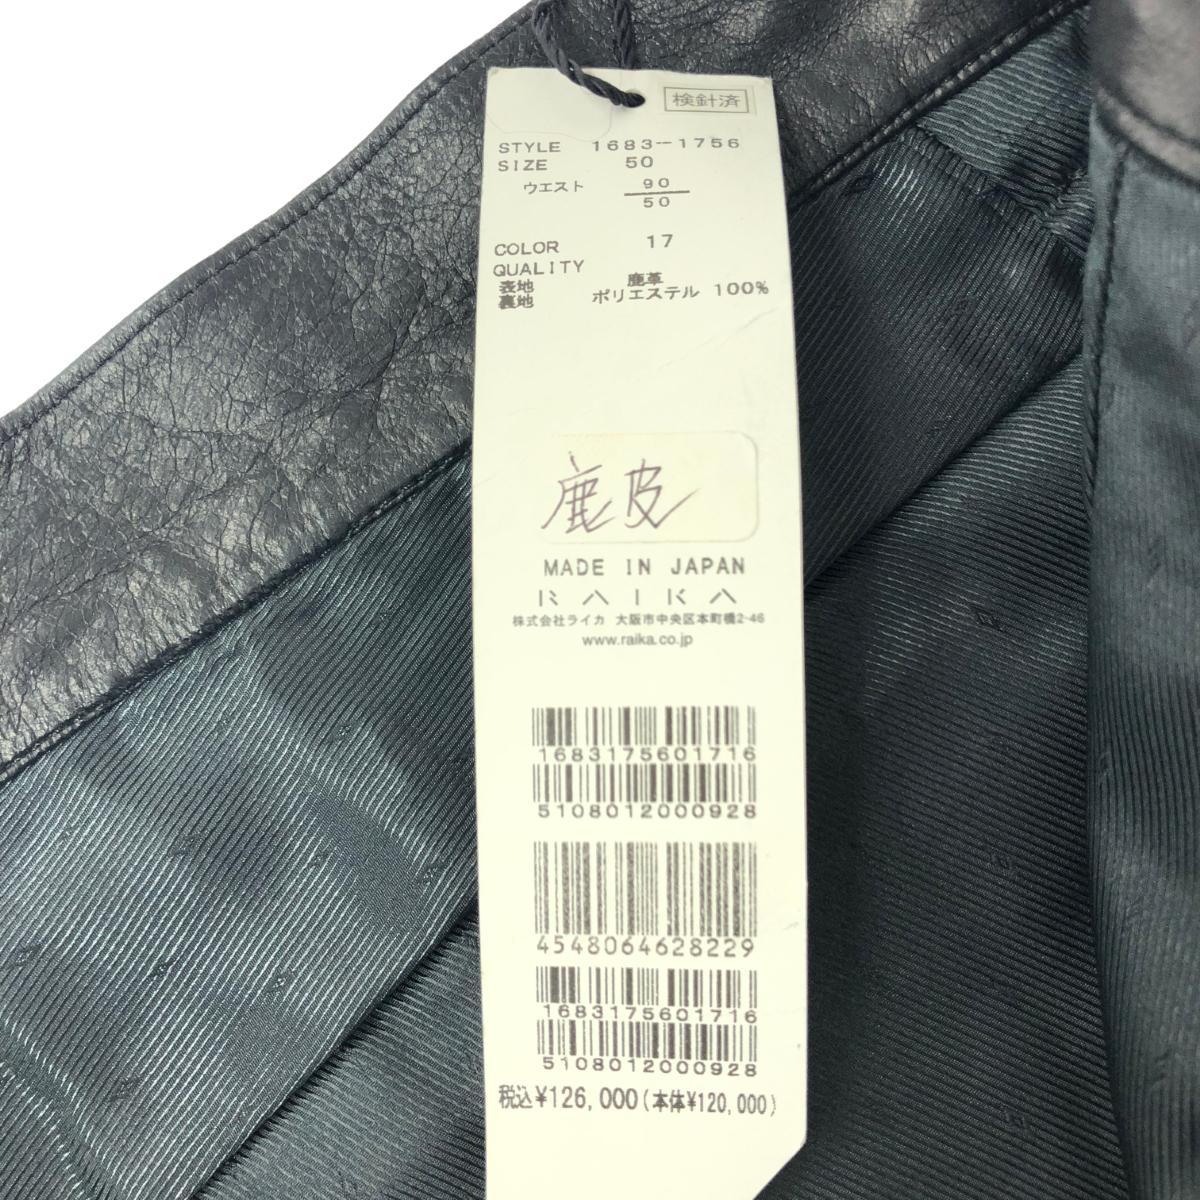 検針済
STYLE 1683-1756
SIZE 50
ウエスト 90
50
COLOR 17
QUALITY
表地 鹿革
裏地 ポリエステル 100%
鹿皮
MADE IN JAPAN
RAIKA
株式会社ライカ 大阪市中央区本町橋2-46
www.raika.co.jp
1683175601716
5108012000928
4548064628229
1683175601716
5108012000928
税込¥126,000(本体¥120,000)